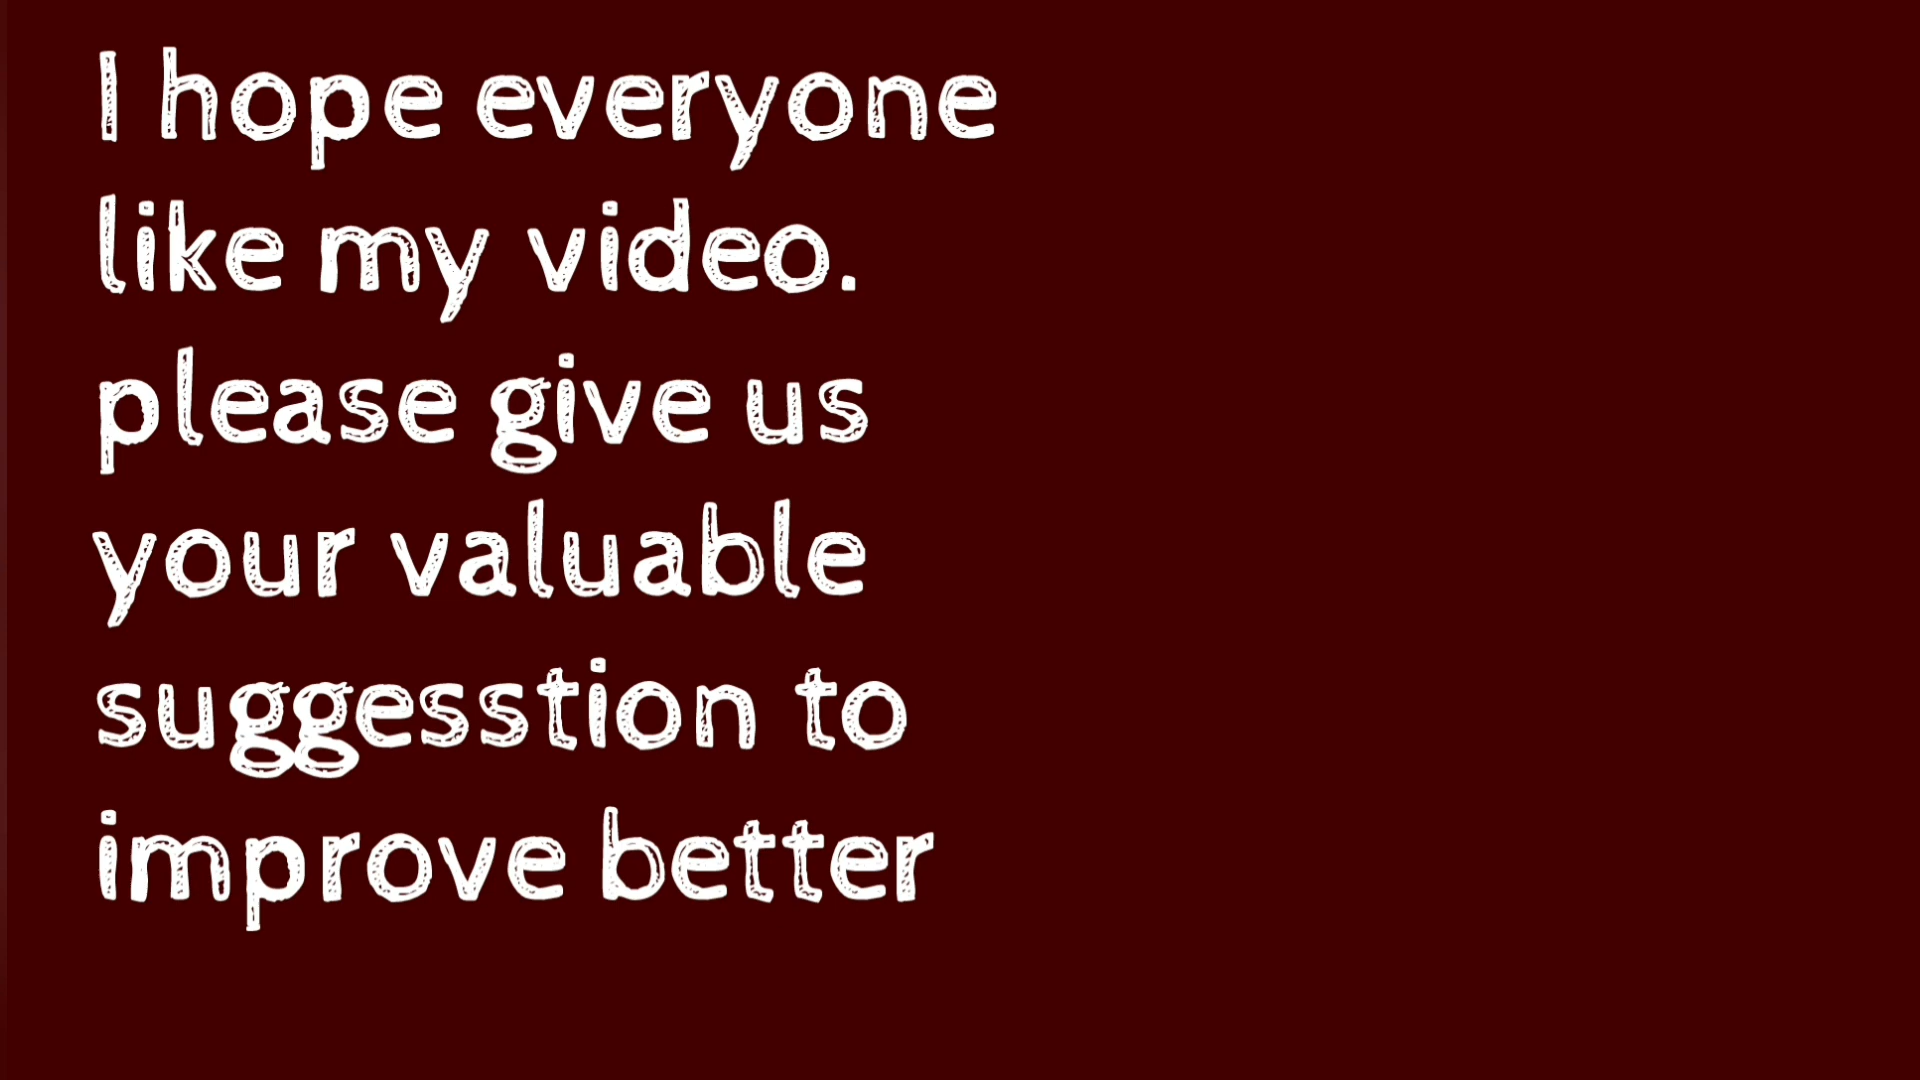 I hope everyone
like my video.
please give us
your valuable
suggesstion to
improve better